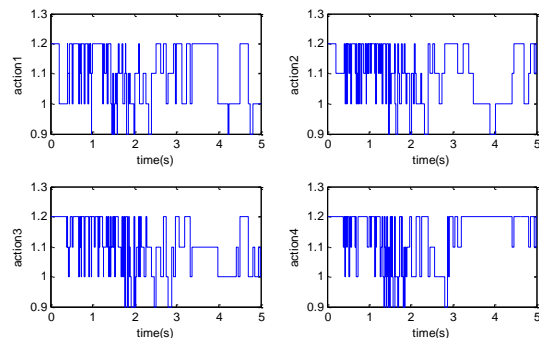 1.3
1.2
1.1
1
0.9
0 1 2 3 4 5
time(s)
action1
1.3
1.2
1.1
1
0.9
0 1 2 3 4 5
time(s)
action2
1.3
1.2
1.1
1
0.9
0 1 2 3 4 5
time(s)
action3
1.3
1.2
1.1
1
0.9
0 1 2 3 4 5
time(s)
action4